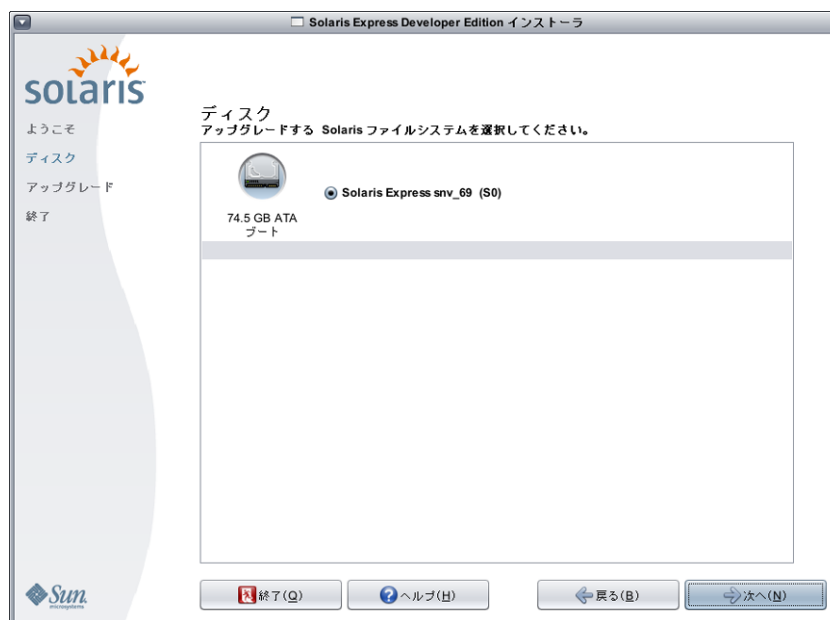 Solaris Express Developer Edition インストーラ
solaris
ようこそ
ディスク
アップグレード
終了
ディスク
アップグレードする Solaris ファイルシステムを選択してください。
74.5 GB ATA
ブート
Solaris Express snv_69 (S0)
Sun
microsystems
終了(Q)
ヘルプ(H)
戻る(B)
次へ(N)